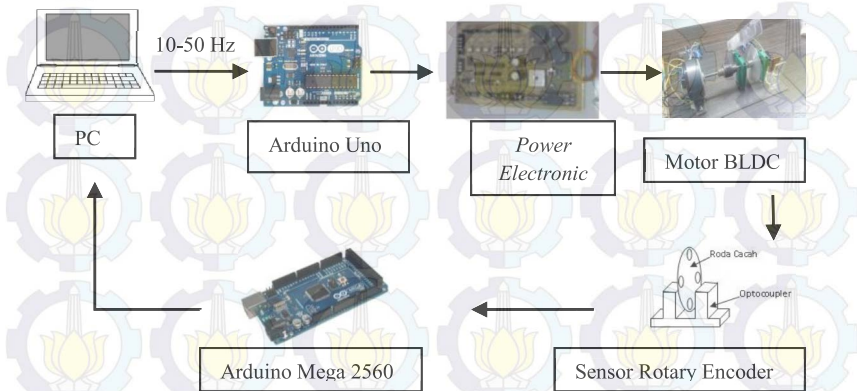 10-50 Hz
PC
Arduino Uno
Power
Electronic
Motor BLDC
Roda Cacah
Optocoupler
Arduino Mega 2560
Sensor Rotary Encoder